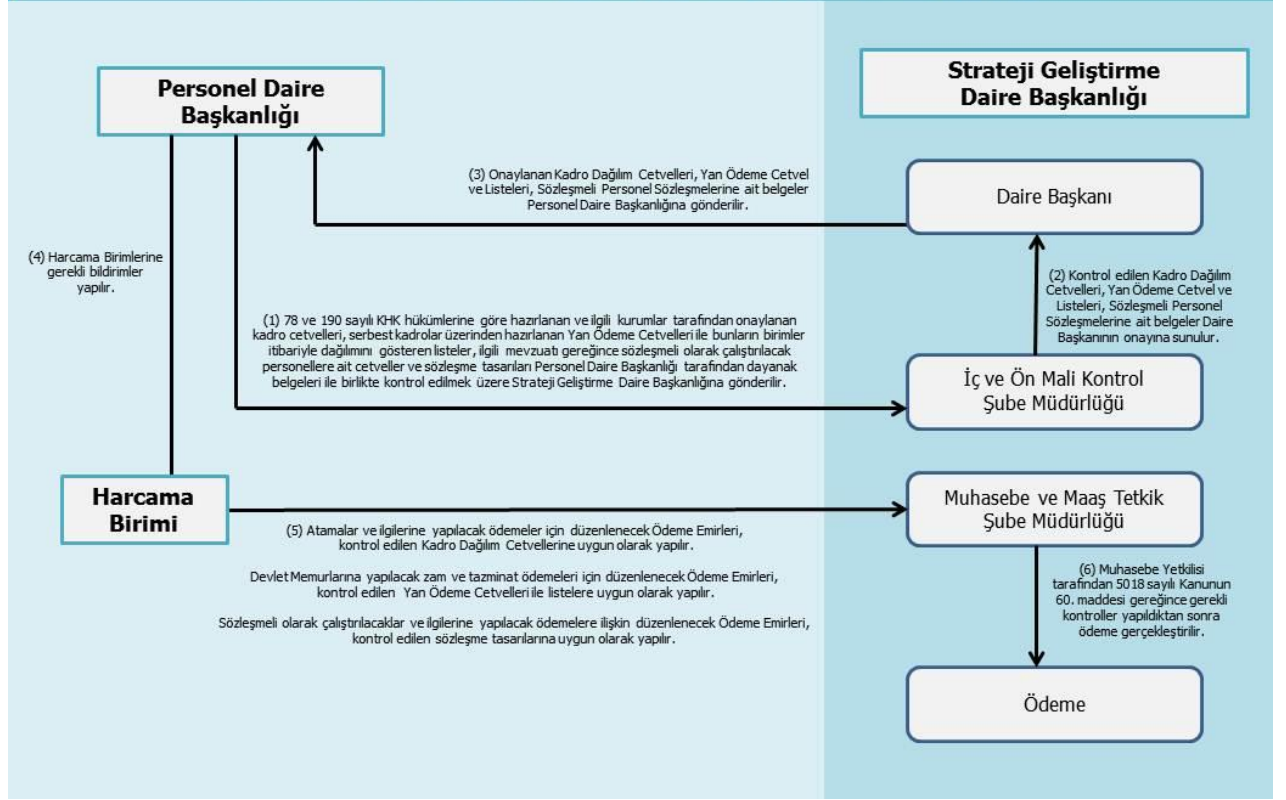 Personel Daire
Başkanlığı
Strateji Geliştirme
Daire Başkanlığı
(3) Onaylanan Kadro Dağılım Cetvelleri, Yan Ödeme Cetvel
ve Listeleri, Sözleşmeli Personel Sözleşmelerine ait belgeler
Personel Daire Başkanlığına gönderilir.
Daire Başkanı
(4) Harcama Birimlerine
gerekli bildirimler
yapılır.
(2) Kontrol edilen Kadro Dağılım
Cetvelleri, Yan Ödeme Cetvel ve
Listeleri, Sözleşmeli Personel
Sözleşmelerine ait belgeler Daire
Başkanının onayına sunulur.
(1) 78 ve 190 sayılı KHK hükümlerine göre hazırlanan ve ilgili kurumlar tarafından onaylanan
kadro cetvelleri, serbest kadrolar üzerinden hazırlanan Yan Ödeme Cetvelleri ile bunların birimler
itibariyle dağılımını gösteren listeler, ilgili mevzuatı gereğince sözleşmeli olarak çalıştırılacak
personellere ait cetveller ve sözleşme tasarıları Personel Daire Başkanlığı tarafından dayanak
belgeleri ile birlikte kontrol edilmek üzere Strateji Geliştirme Daire Başkanlığına gönderilir.
İç ve Ön Mali Kontrol
Şube Müdürlüğü
Harcama
Birimi
Muhasebe ve Maaş Tetkik
Şube Müdürlüğü
(5) Atamalar ve ilgilerine yapılacak ödemeler için düzenlenecek Ödeme Emirleri,
kontrol edilen Kadro Dağılım Cetvellerine uygun olarak yapılır.
Devlet Memurlarına yapılacak zam ve tazminat ödemeleri için düzenlenecek Ödeme Emirleri,
kontrol edilen Yan Ödeme Cetvelleri ile listelere uygun olarak yapılır.
Sözleşmeli olarak çalıştırılacaklar ve ilgilerine yapılacak ödemelere ilişkin düzenlenecek Ödeme Emirleri,
kontrol edilen sözleşme tasarılarına uygun olarak yapılır.
(6) Muhasebe Yetkilisi
tarafından 5018 sayılı Kanunun
60. maddesi gereğince gerekli
kontroller yapıldıktan sonra
ödeme gerçekleştirilir.
Ödeme